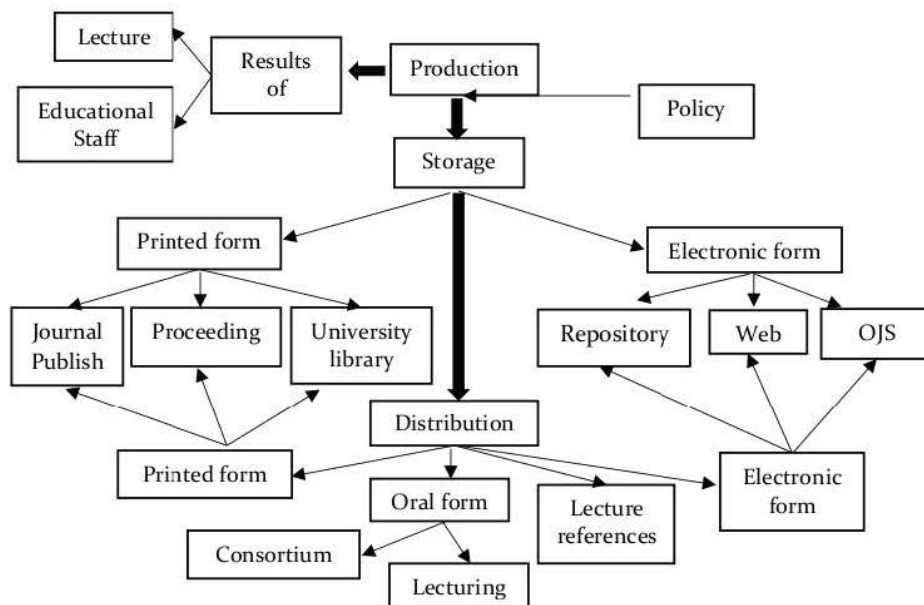 Lecture
Results
of
Production
Educational
Staff
Policy
Storage
Printed form
Electronic form
Journal
Publish
Proceeding
University
library
Repository
Web
OJS
Distribution
Printed form
Oral form
Lecture
references
Electronic
form
Consortium
Lecturing